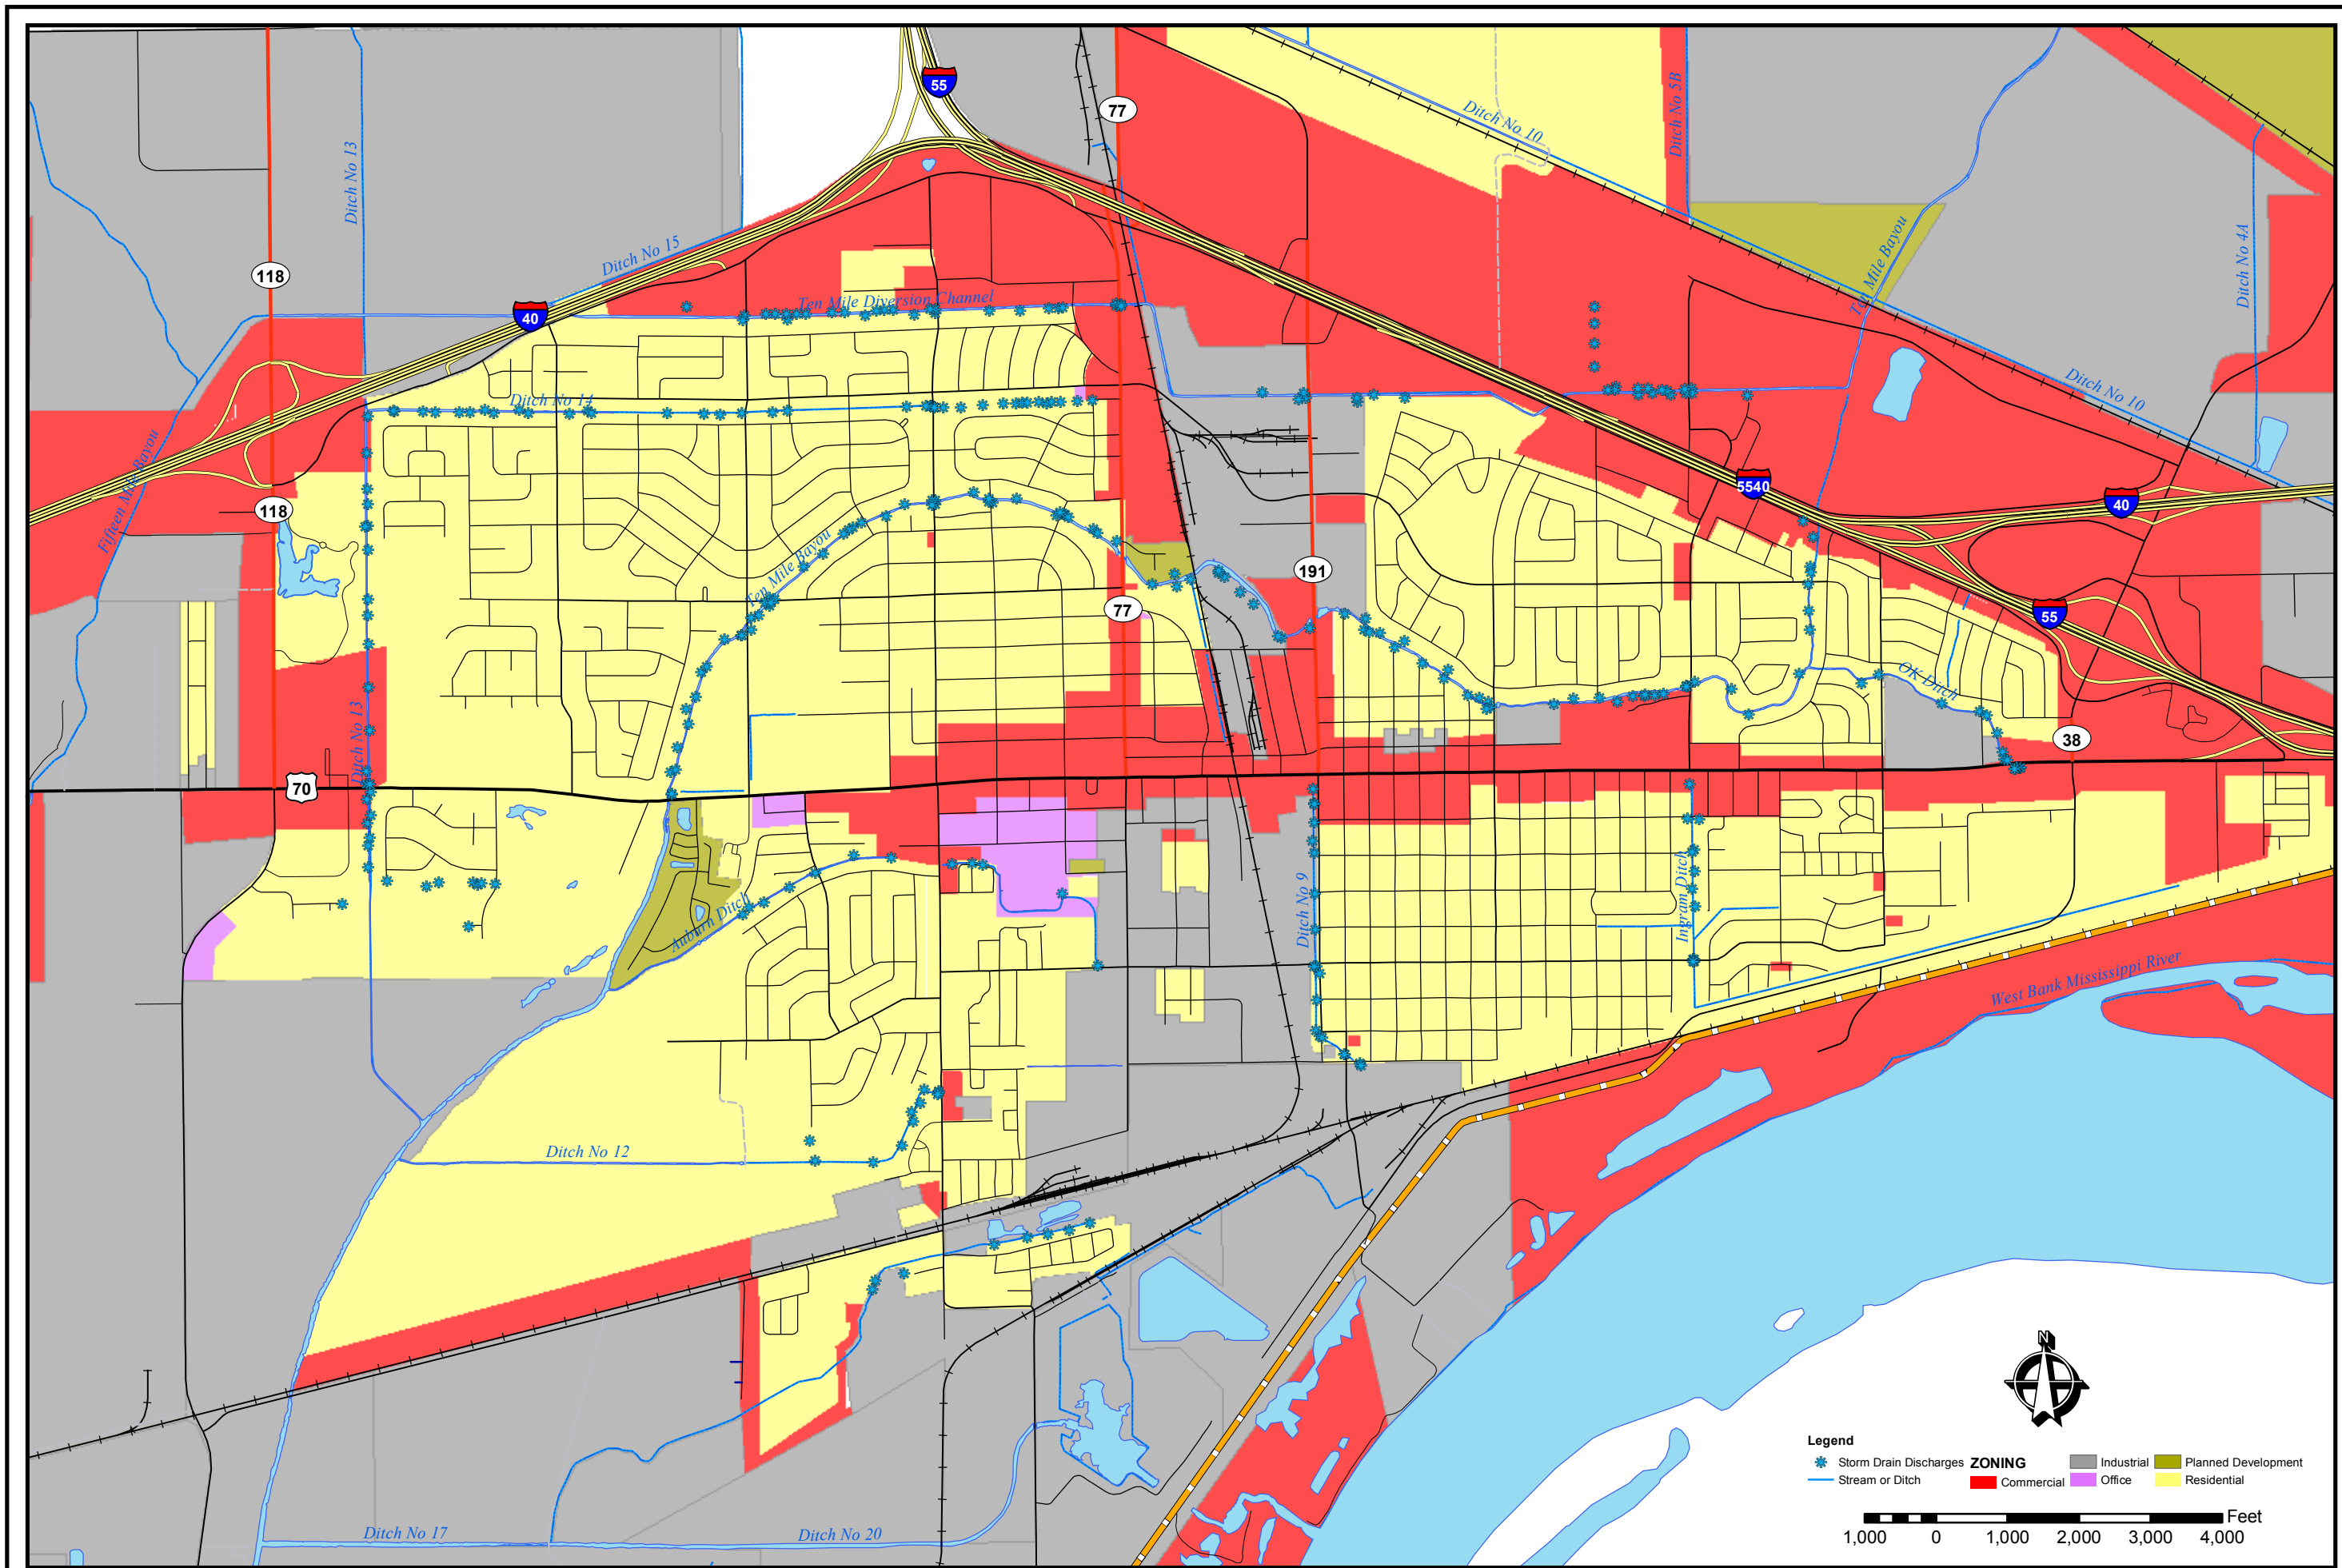 55
77
Ditch No 5B
Ditch No 10
Ditch No 13
118
Ditch No 15
Ten Mile Bayou
Ditch No 4A
40
Ten Mile Diversion Channel
Ditch No 14
Ditch No 10
Fifteen Mile Bayou
118
5540
40
Ten Mile Bayou
191
77
55
OK Ditch
Ditch No 13
38
70
Auburn Ditch
Ditch No 9
Ingram Ditch
West Bank Mississippi River
Ditch No 12
N
Legend
Storm Drain Discharges
Stream or Ditch
ZONING
Commercial
Industrial
Office
Planned Development
Residential
Feet
1,000 0 1,000 2,000 3,000 4,000
Ditch No 17
Ditch No 20